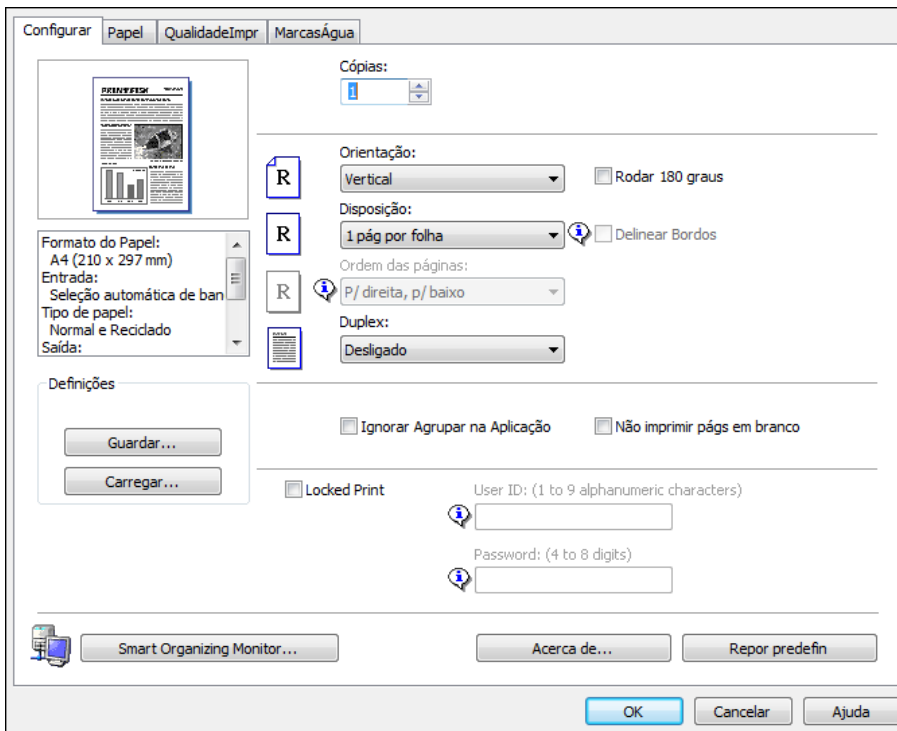 Configurar
Papel
QualidadeImpr
MarcasÁgua
Cópias:
1
Orientação:
R
Vertical
Rodar 180 graus
Disposição:
R
1 pág por folha
Delinear Bordos
Ordem das páginas:
R
P/ direita, p/ baixo
Duplex:
Desligado
Formato do Papel:
A4 (210 x 297 mm)
Entrada:
Seleção automática de ban
Tipo de papel:
Normal e Reciclado
Saída:
Definições
Guardar...
Carregar...
Ignorar Agrupar na Aplicação
Não imprimir págs em branco
Locked Print
User ID: (1 to 9 alphanumeric characters)
Password: (4 to 8 digits)
Smart Organizing Monitor...
Acerca de...
Repor predefin
OK
Cancelar
Ajuda